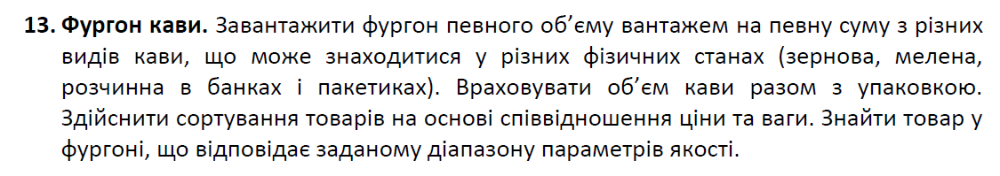 13. Фургон кави. Завантажити фургон певного об’єму вантажем на певну суму з різних
видів кави, що може знаходитися у різних фізичних станах (зернова, мелена,
розчинна в банках і пакетиках). Враховувати об’єм кави разом з упаковкою.
Здійснити сортування товарів на основі співвідношення ціни та ваги. Знайти товар у
фургоні, що відповідає заданому діапазону параметрів якості.